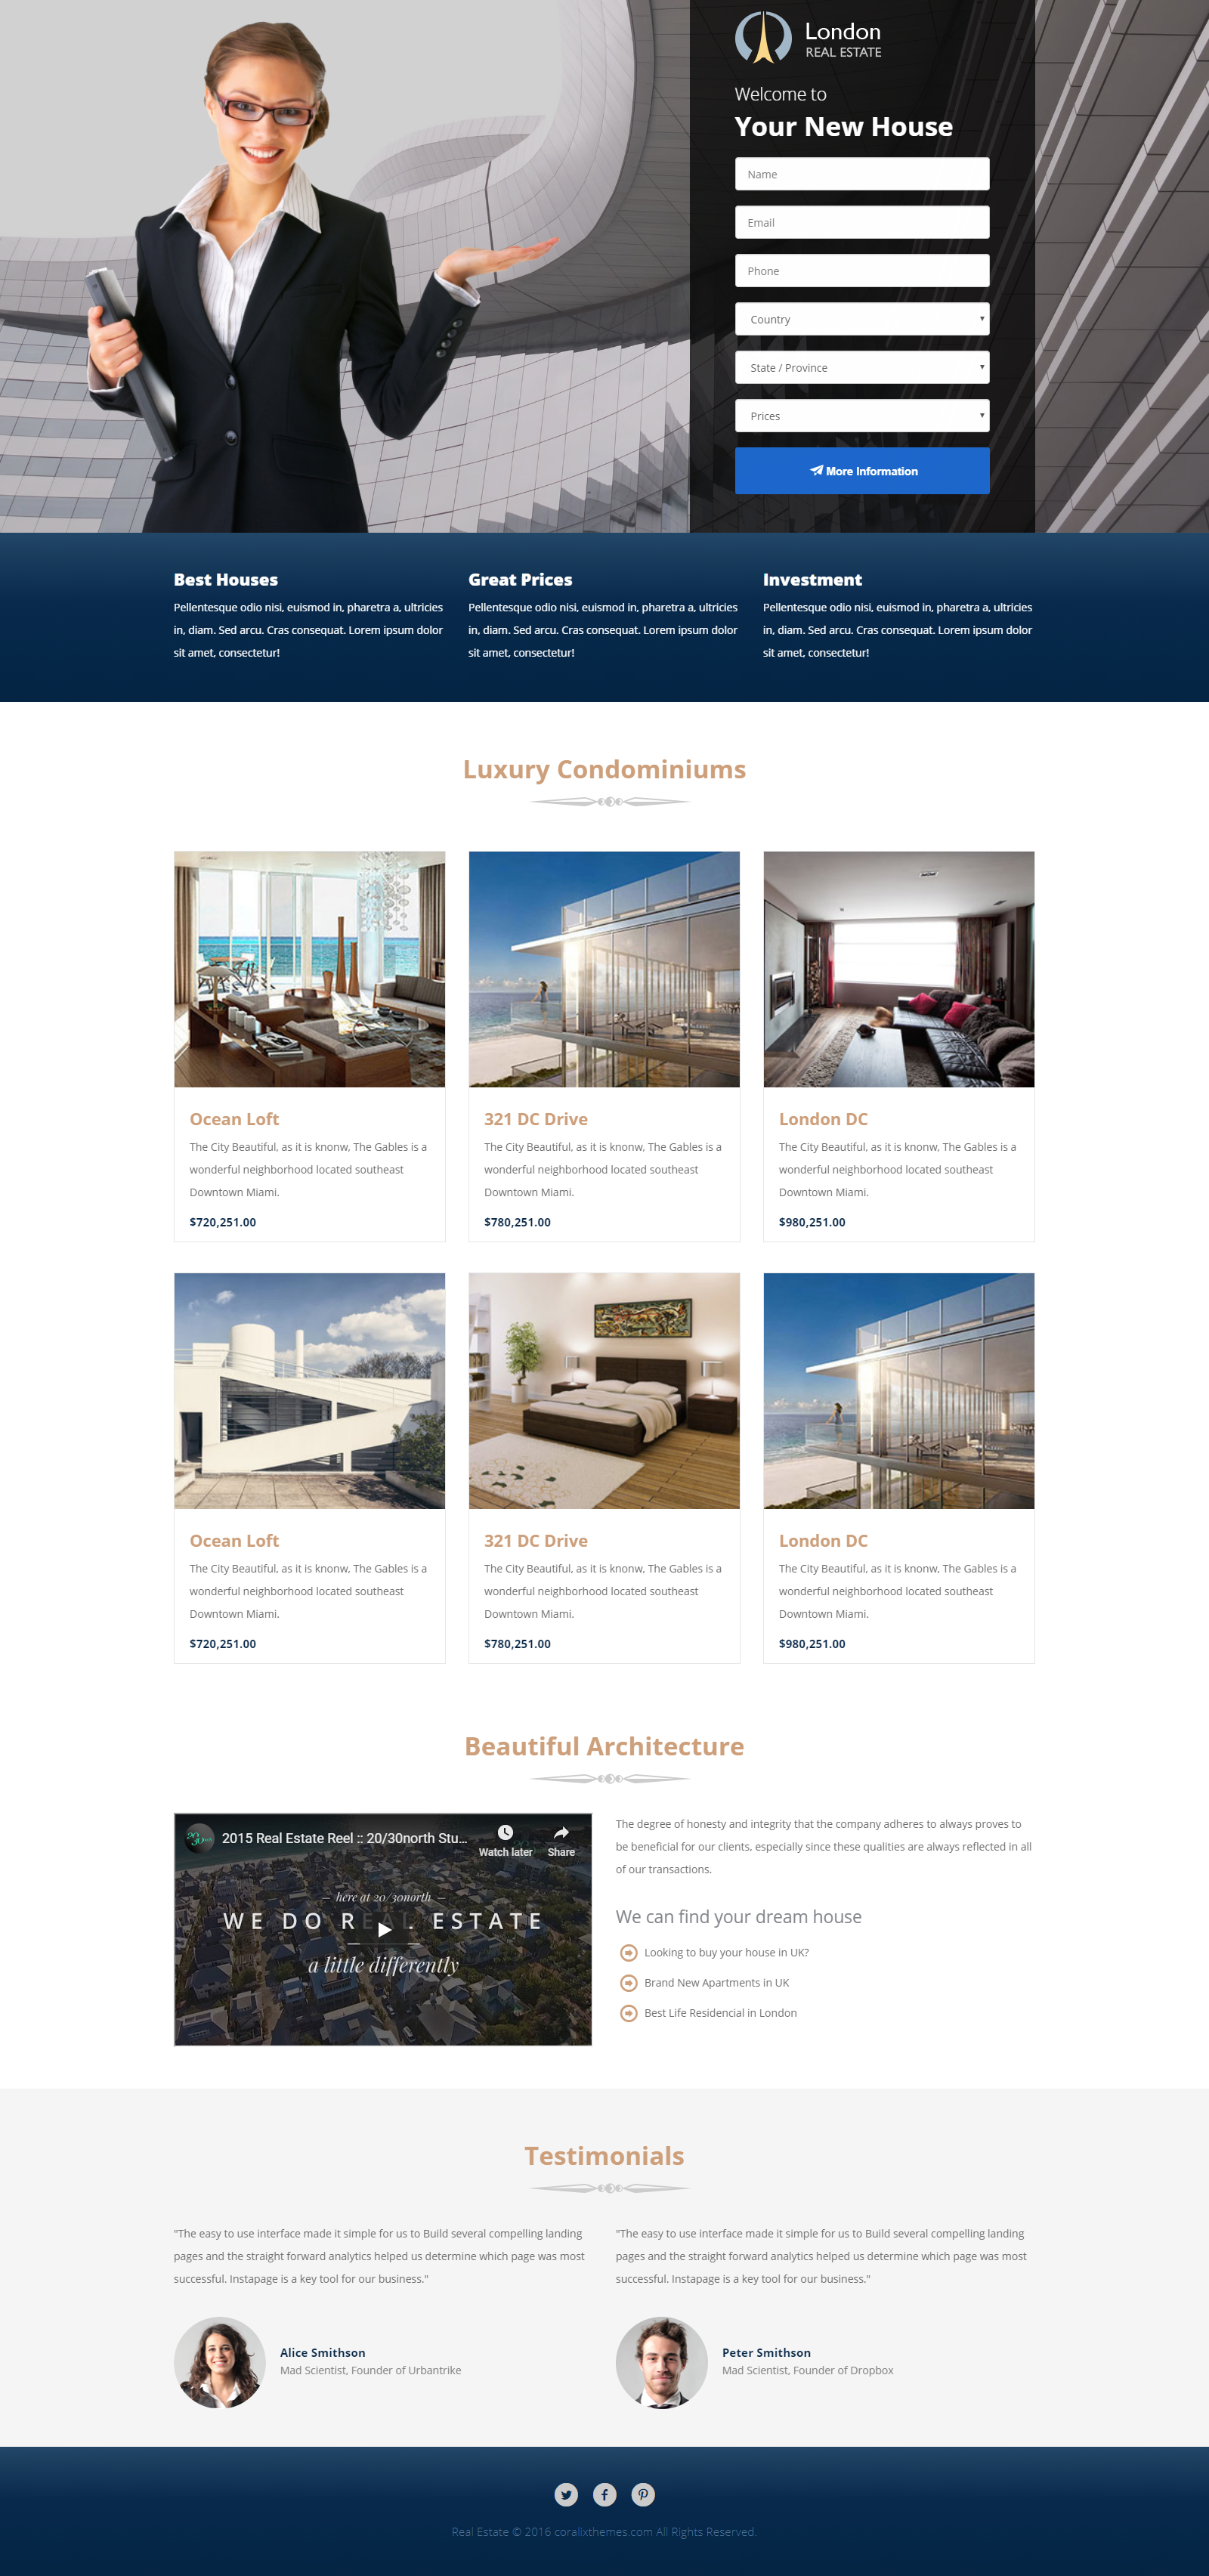 London
REAL ESTATE
Welcome to
Your New House
Name
Email
Phone
Country
State / Province
Prices
More Information
Best Houses
Pellentesque odio nisi, euismod in, pharetra a, ultricies
in, diam. Sed arcu. Cras consequat. Lorem ipsum dolor
sit amet, consectetur!
Great Prices
Pellentesque odio nisi, euismod in, pharetra a, ultricies
in, diam. Sed arcu. Cras consequat. Lorem ipsum dolor
sit amet, consectetur!
Investment
Pellentesque odio nisi, euismod in, pharetra a, ultricies
in, diam. Sed arcu. Cras consequat. Lorem ipsum dolor
sit amet, consectetur!
Luxury Condominiums
Ocean Loft
The City Beautiful, as it is knonw, The Gables is a
wonderful neighborhood located southeast
Downtown Miami.
$720,251.00
321 DC Drive
The City Beautiful, as it is knonw, The Gables is a
wonderful neighborhood located southeast
Downtown Miami.
$780,251.00
London DC
The City Beautiful, as it is knonw, The Gables is a
wonderful neighborhood located southeast
Downtown Miami.
$980,251.00
Ocean Loft
The City Beautiful, as it is knonw, The Gables is a
wonderful neighborhood located southeast
Downtown Miami.
$720,251.00
321 DC Drive
The City Beautiful, as it is knonw, The Gables is a
wonderful neighborhood located southeast
Downtown Miami.
$780,251.00
London DC
The City Beautiful, as it is knonw, The Gables is a
wonderful neighborhood located southeast
Downtown Miami.
$980,251.00
Beautiful Architecture
2015 Real Estate Reel :: 20/30north Stu...
Watch later
Share
here at 20/30north
WE DO REAL ESTATE
a little differently
The degree of honesty and integrity that the company adheres to always proves to
be beneficial for our clients, especially since these qualities are always reflected in all
of our transactions.
We can find your dream house
Looking to buy your house in UK?
Brand New Apartments in UK
Best Life Residencial in London
Testimonials
"The easy to use interface made it simple for us to Build several compelling landing
pages and the straight forward analytics helped us determine which page was most
successful. Instapage is a key tool for our business."
Alice Smithson
Mad Scientist, Founder of Urbantrike
"The easy to use interface made it simple for us to Build several compelling landing
pages and the straight forward analytics helped us determine which page was most
successful. Instapage is a key tool for our business."
Peter Smithson
Mad Scientist, Founder of Dropbox
Real Estate © 2016 coralixthemes.com All Rights Reserved.